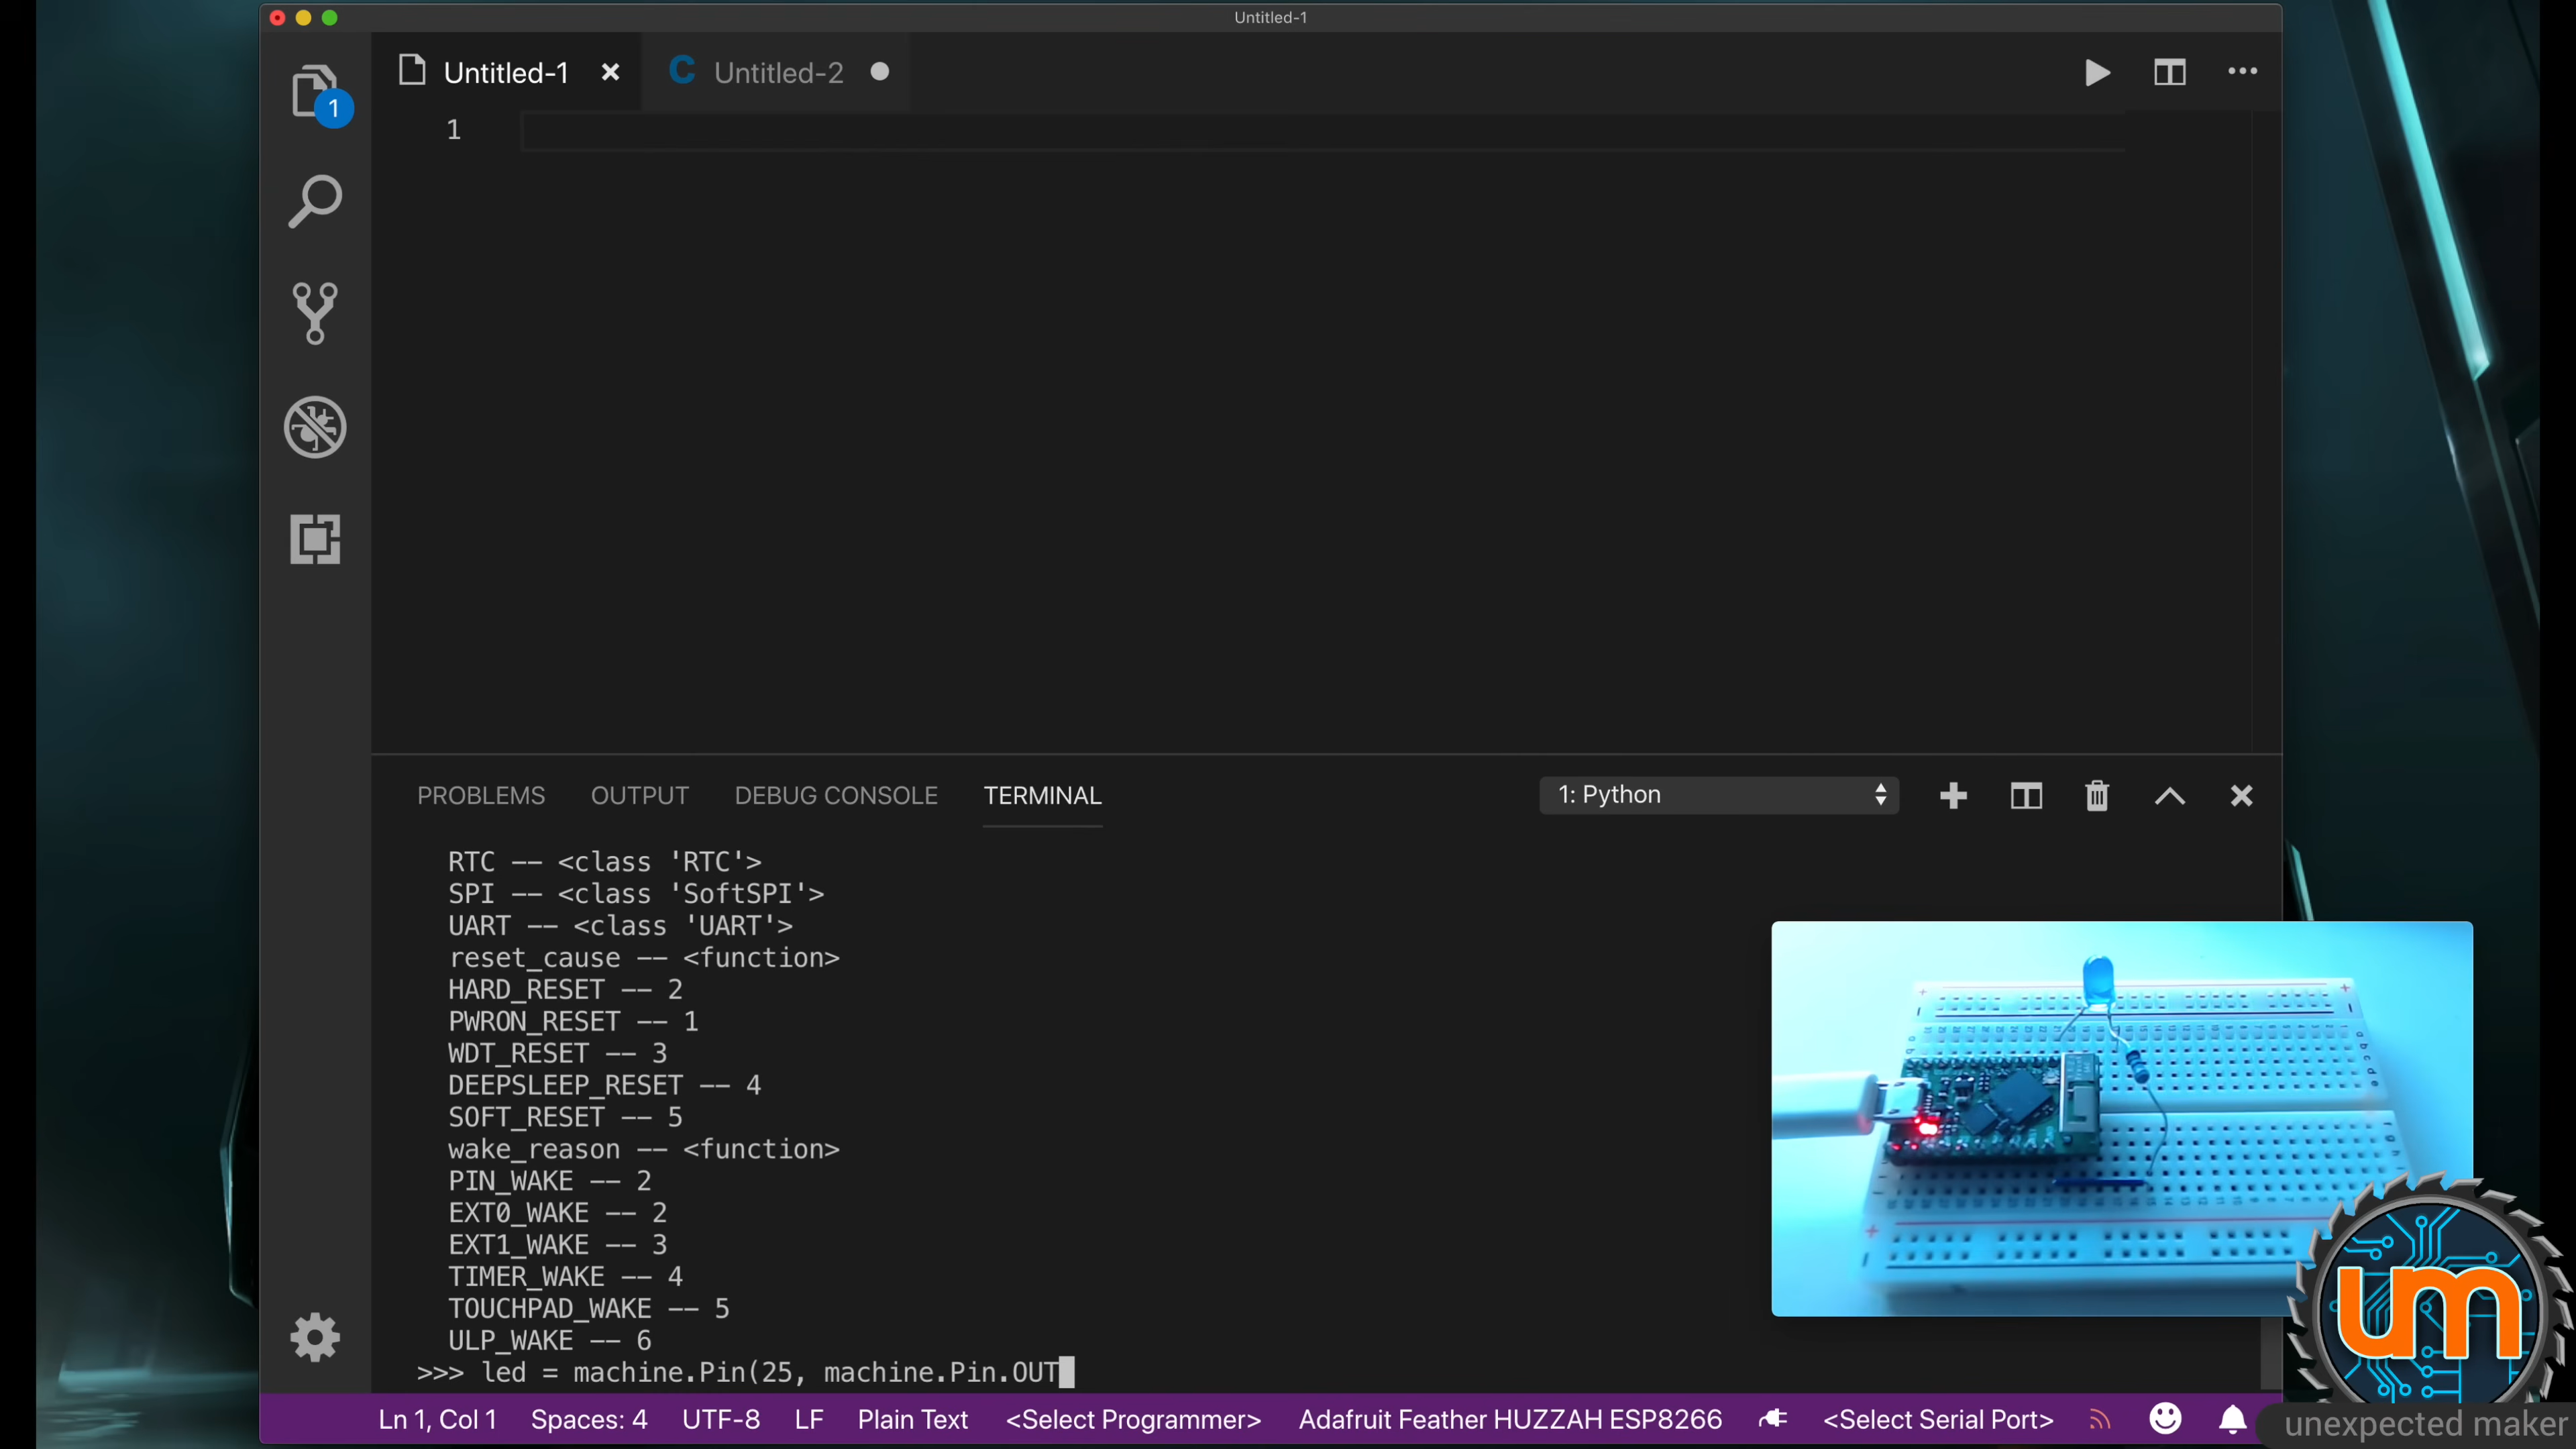 Untitled-1
Untitled-1
Untitled-2
1
1
PROBLEMS OUTPUT DEBUG CONSOLE TERMINAL
1: Python
RTC -- <class 'RTC'>
SPI -- <class 'SoftSPI'>
UART -- <class 'UART'>
reset_cause -- <function>
HARD_RESET -- 2
PWRON_RESET -- 1
WDT_RESET -- 3
DEEPSLEEP_RESET -- 4
SOFT_RESET -- 5
wake_reason -- <function>
PIN_WAKE -- 2
EXT0_WAKE -- 2
EXT1_WAKE -- 3
TIMER_WAKE -- 4
TOUCHPAD_WAKE -- 5
ULP_WAKE -- 6
>>> led = machine.Pin(25, machine.Pin.OUT
um
Ln 1, Col 1 Spaces: 4 UTF-8 LF Plain Text <Select Programmer> Adafruit Feather HUZZAH ESP8266 <Select Serial Port>
unexpected maker